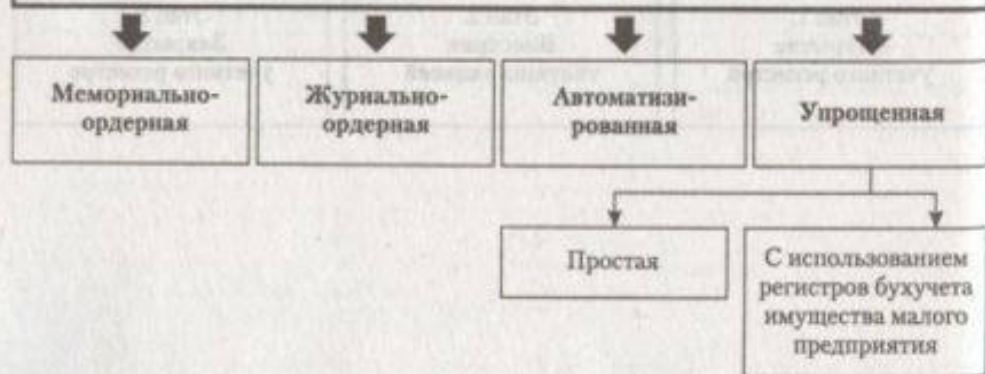 Мемориально-
ордерная
Журнально-
ордерная
Автоматизи-
рованная
Упрощенная
Простая
С использованием
регистров бухучета
имущества малого
предприятия